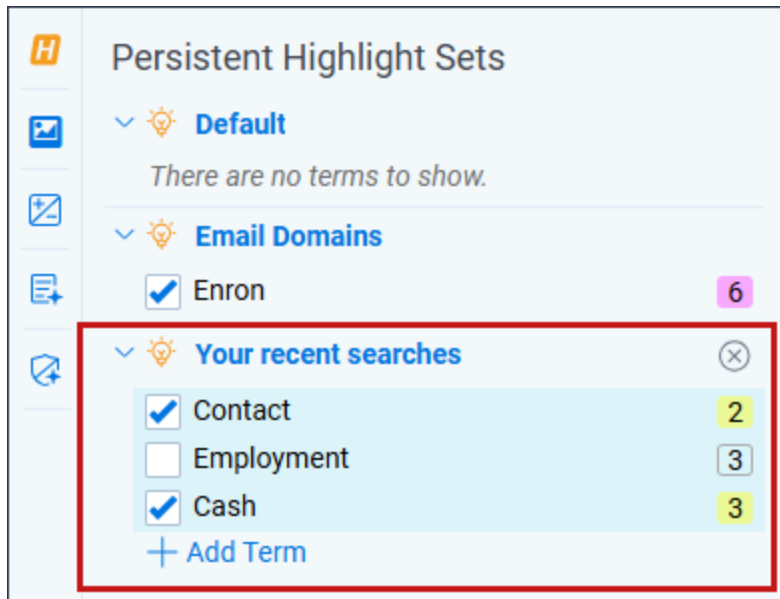 H
Persistent Highlight Sets
Default
There are no terms to show.
Email Domains
Enron 6
Your recent searches
Contact 2
Employment 3
Cash 3
Add Term